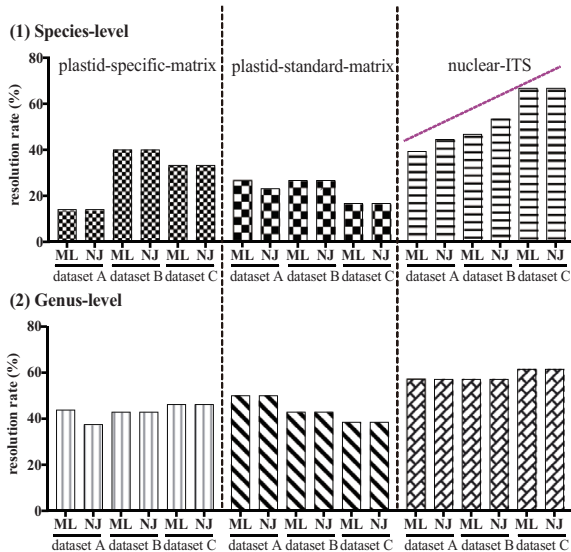 (1) Species-level
plastid-specific-matrix plastid-standard-matrix nuclear-ITS
resolution rate (%)
80
60
40
20
0
ML NJ ML NJ ML NJ ML NJ ML NJ ML NJ ML NJ ML NJ ML NJ
dataset A dataset B dataset C dataset A dataset B dataset C dataset A dataset B dataset C
(2) Genus-level
resolution rate (%)
80
60
40
20
0
ML NJ ML NJ ML NJ ML NJ ML NJ ML NJ ML NJ ML NJ ML NJ
dataset A dataset B dataset C dataset A dataset B dataset C dataset A dataset B dataset C